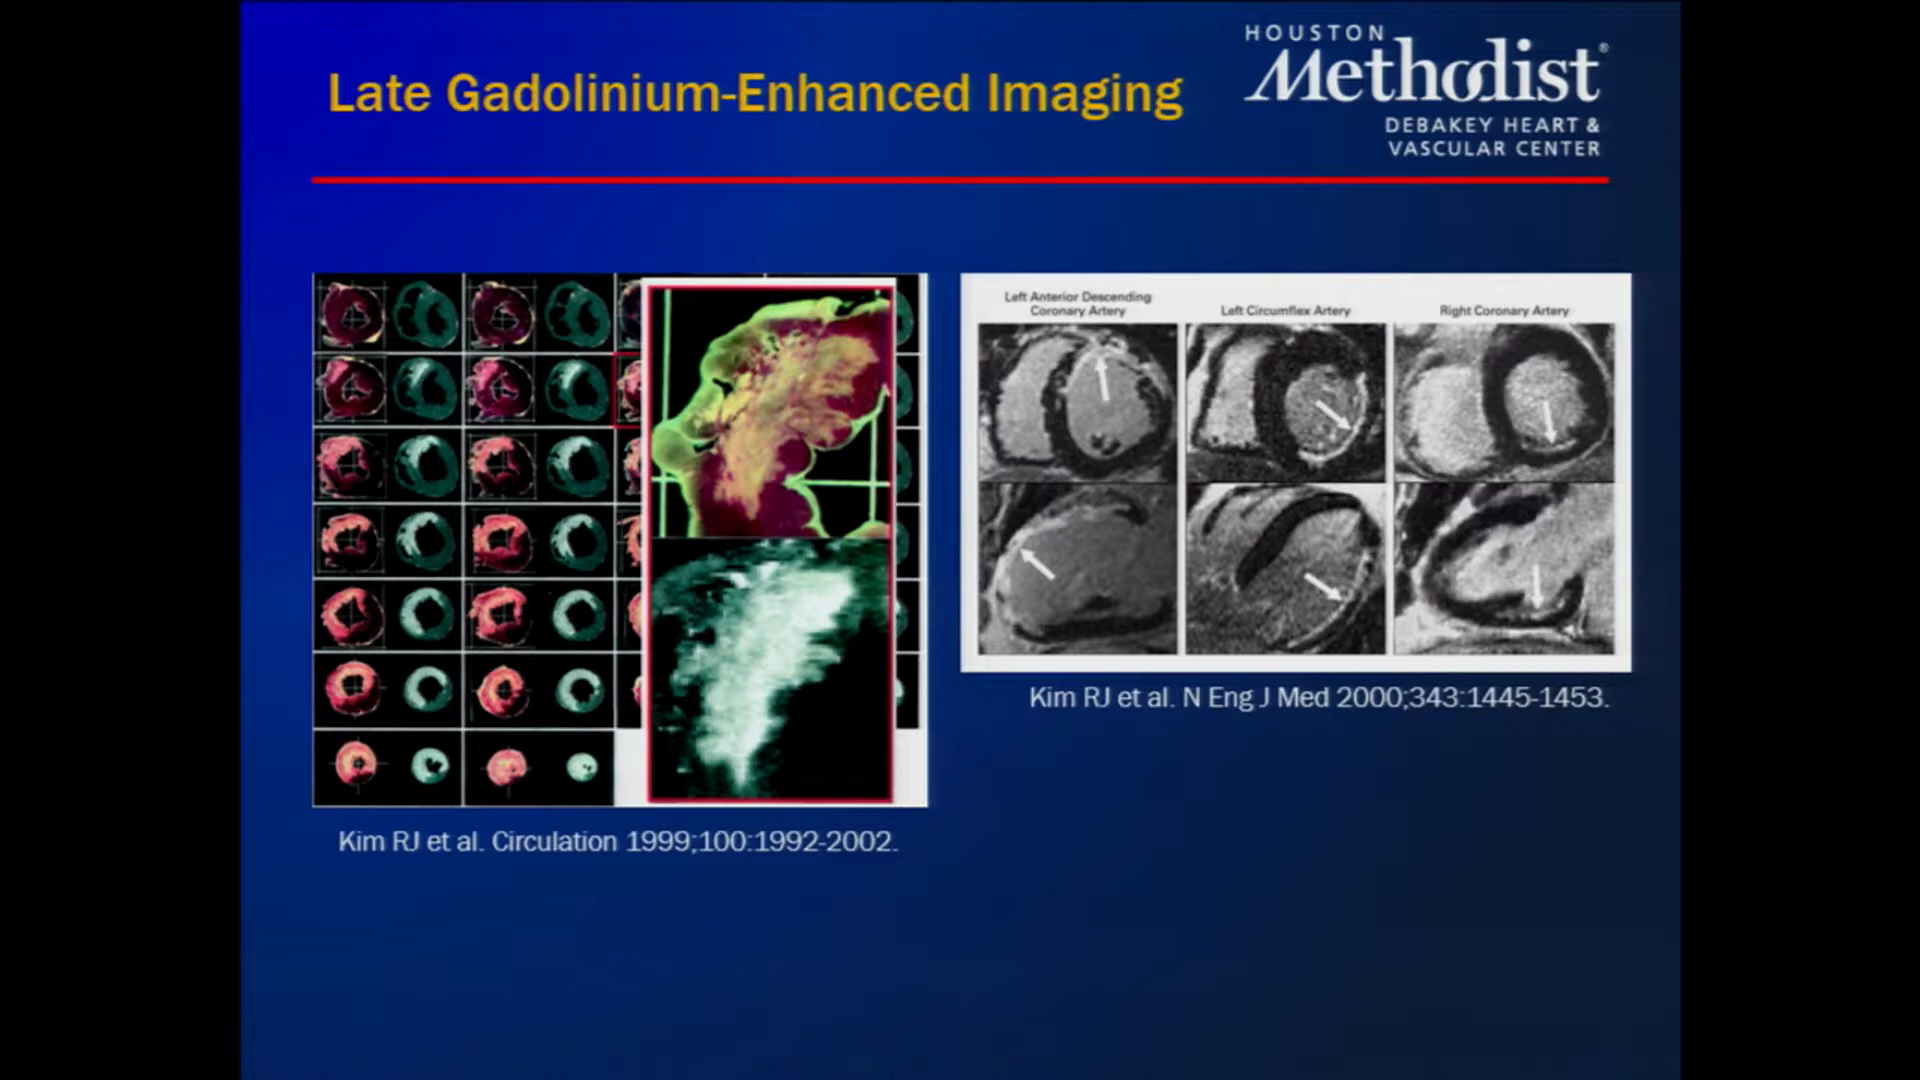 Late Gadolinium-Enhanced Imaging
HOUSTON
Methodist®
DEBAKEY HEART &
VASCULAR CENTER
Left Anterior Descending
Coronary Artery
Left Circumflex Artery
Right Coronary Artery
Kim RJ et al. N Eng J Med 2000;343:1445-1453.
Kim RJ et al. Circulation 1999;100:1992-2002.